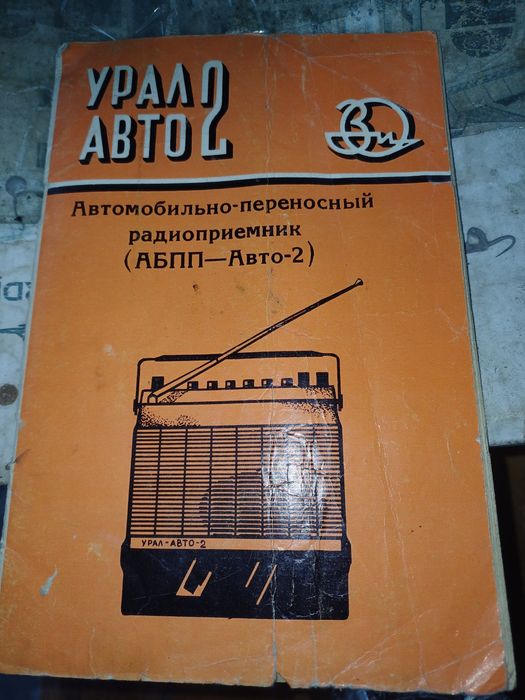 УРАЛ
АВТО 2
Автомобильно-переносный
радиоприемник
(АБПП—Авто-2)
УРАЛ-АВТО-2